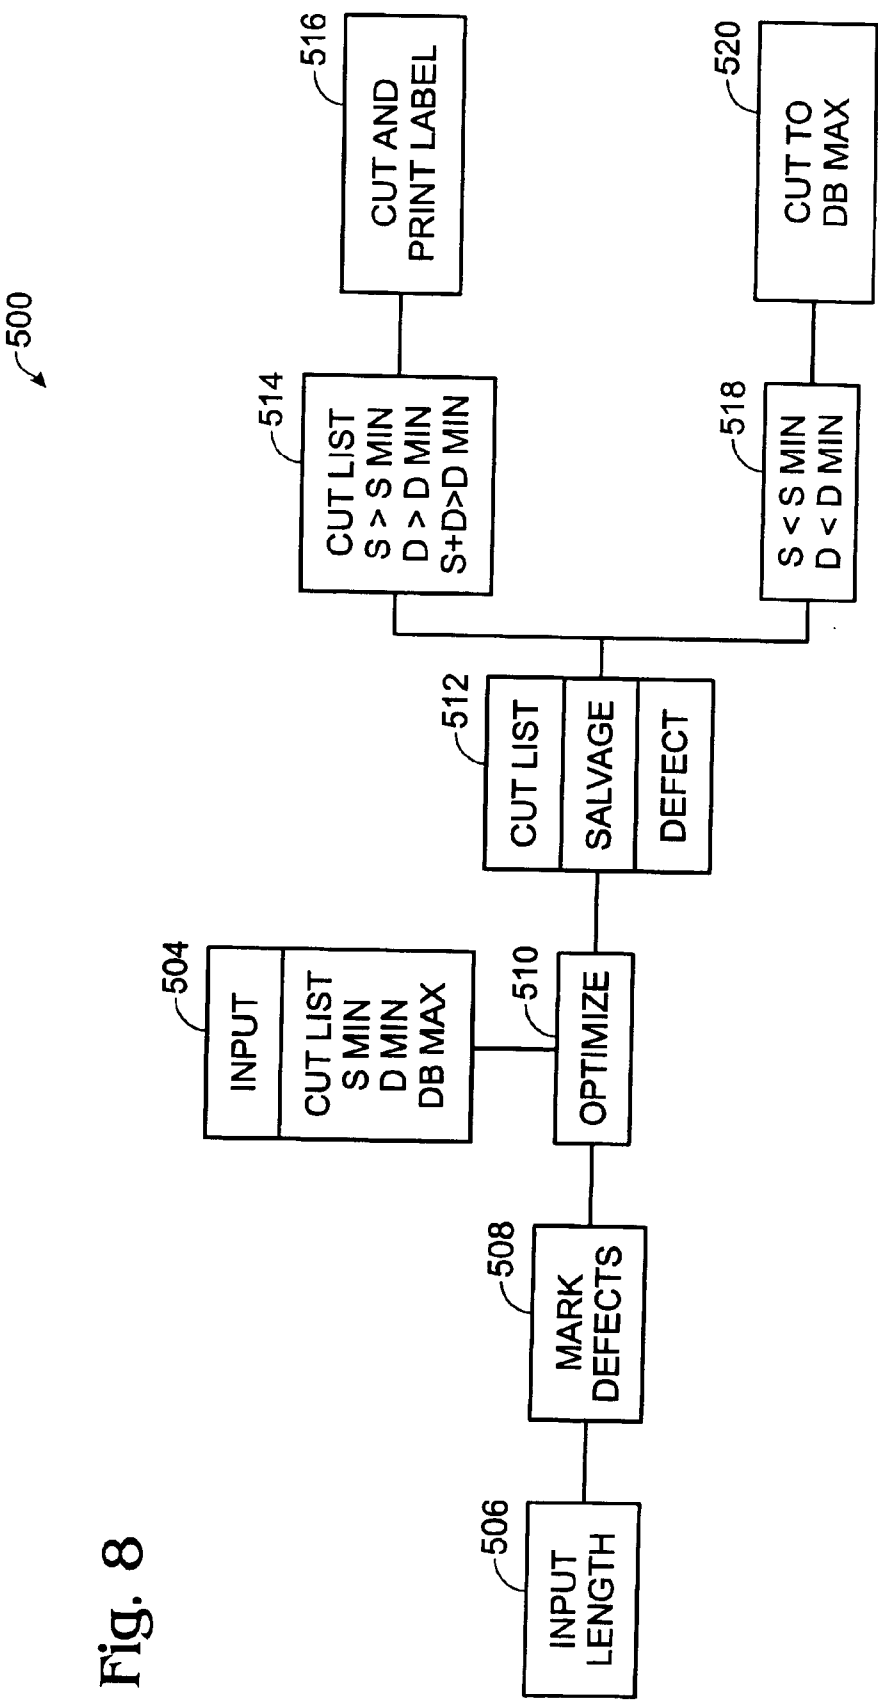 Fig. 8
500
506
INPUT
LENGTH
508
MARK
DEFECTS
504
INPUT
CUT LIST
S MIN
D MIN
DB MAX
510
OPTIMIZE
512
CUT LIST
SALVAGE
DEFECT
514
CUT LIST
S > S MIN
D > D MIN
S+D>D MIN
516
CUT AND
PRINT LABEL
518
S < S MIN
D < D MIN
520
CUT TO
DB MAX